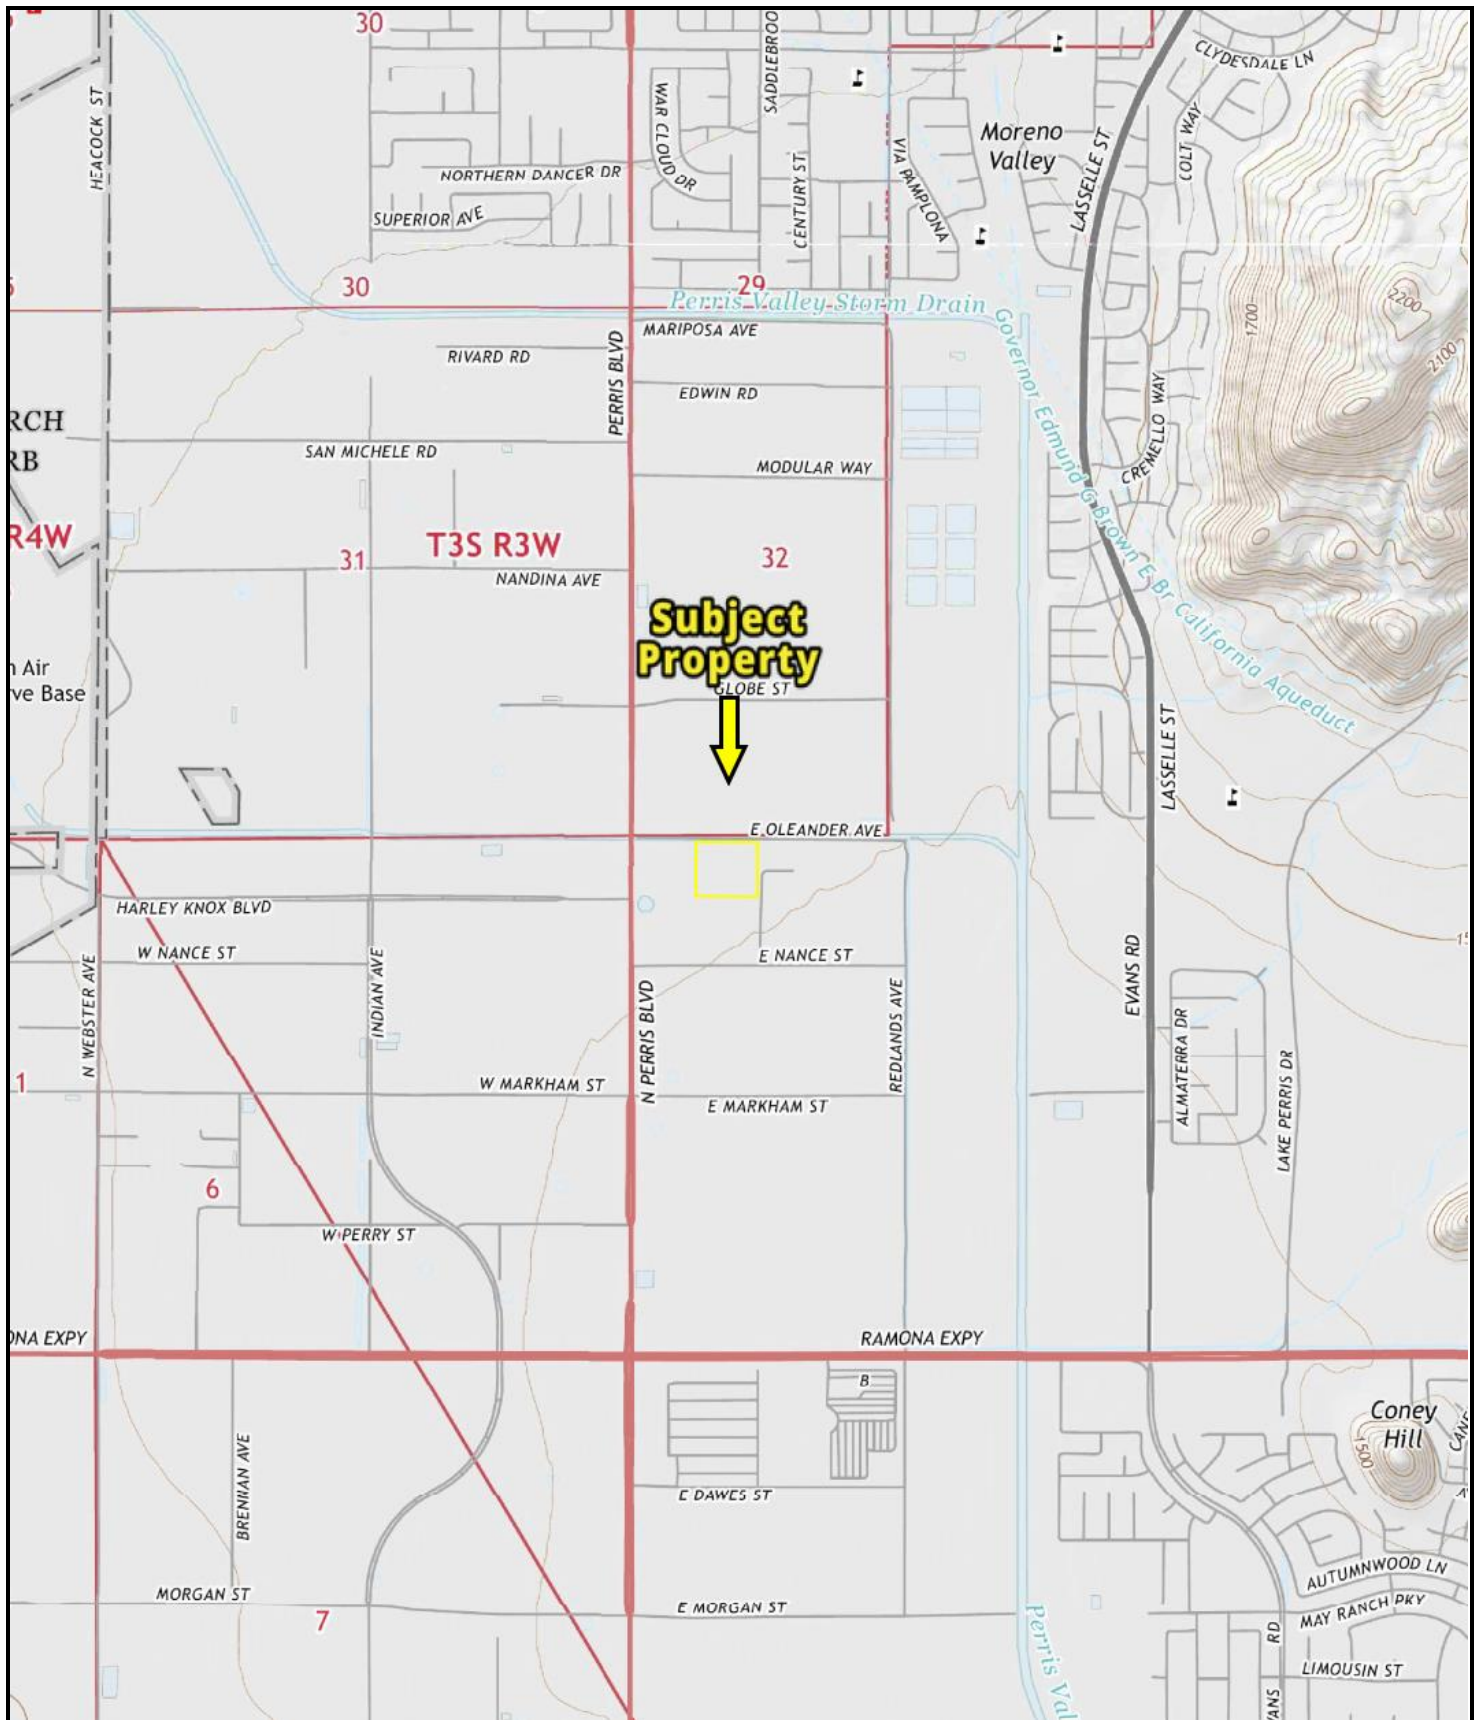 30
HEACOCK ST
WAR CLOUD DR
SADDLEBROO
CENTURY ST
VIA PAMPLONA
Moreno
Valley
LASSELLE ST
CLYDESDALE LN
COLT WAY
NORTHERN DANCER DR
SUPERIOR AVE
30
29
Perris Valley Storm Drain
MARIPOSA AVE
1700
2200
2100
RIVARD RD
PERRIS BLVD
EDWIN RD
Governor Edmund G Brown E Br California Aqueduct
CREMELLO WAY
RCH
RB
SAN MICHELE RD
MODULAR WAY
R4W
T3S R3W
31
32
NANDINA AVE
Subject
Property
n Air
ve Base
GLOBE ST
LASSELLE ST
E OLEANDER AVE
HARLEY KNOX BLVD
W NANCE ST
E NANCE ST
N WEBSTER AVE
INDIAN AVE
N PERRIS BLVD
REDLANDS AVE
EVANS RD
ALMATERRA DR
LAKE PERRIS DR
15
1
W MARKHAM ST
E MARKHAM ST
6
W PERRY ST
ONA EXPY
RAMONA EXPY
B
Coney
Hill
1500
CANE
BRENNAN AVE
E DAWES ST
AUTUMNWOOD LN
MORGAN ST
7
E MORGAN ST
MAY RANCH PKY
Perris Val
RD
LIMOUSIN ST
ANS